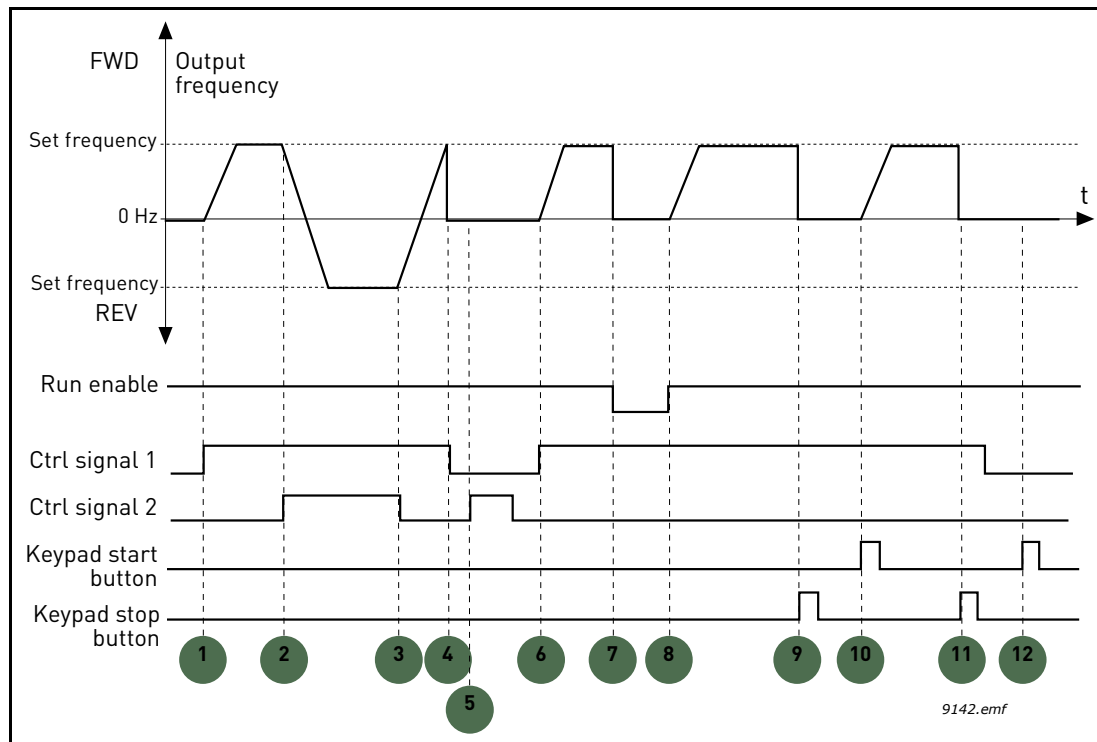 FWD
Output
frequency
Set frequency
0 Hz
t
Set frequency
REV
Run enable
Ctrl signal 1
Ctrl signal 2
Keypad start
button
Keypad stop
button
1 2 3 4 6 7 8 9 10 11 12
5
9142.emf